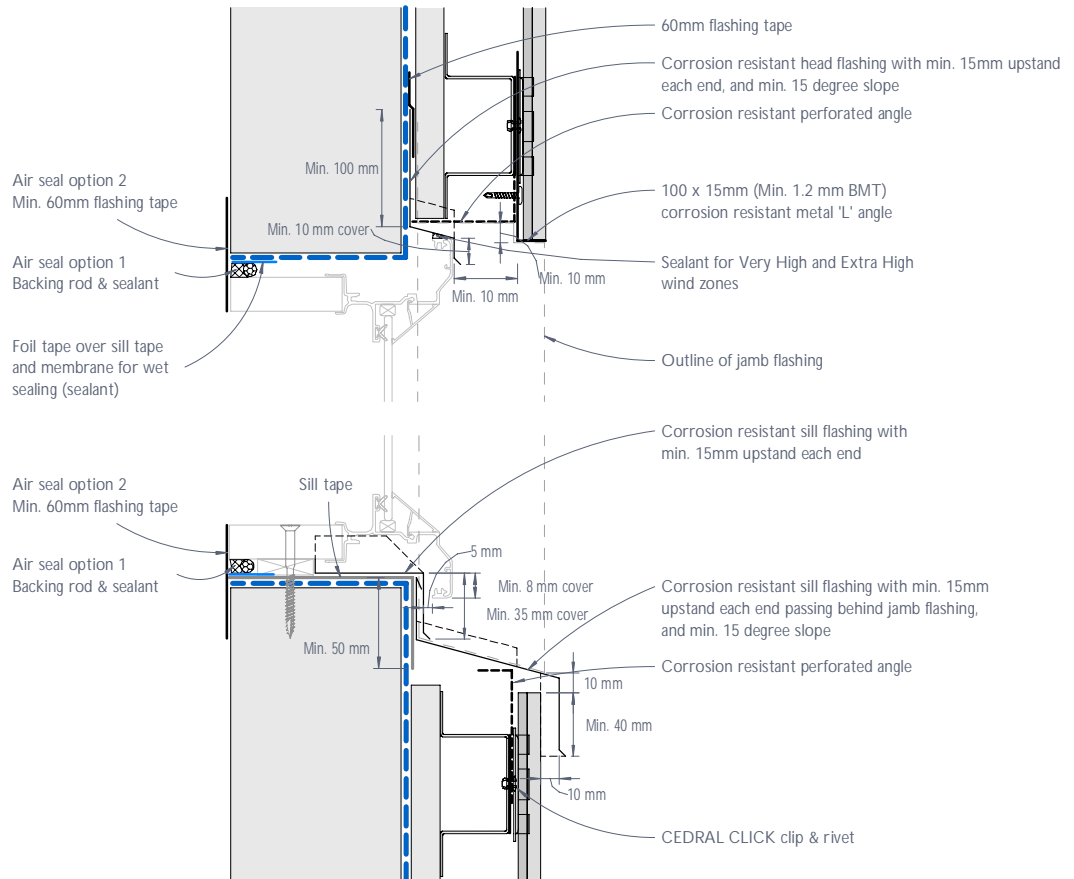 60mm flashing tape
Corrosion resistant head flashing with min. 15mm upstand
each end, and min. 15 degree slope
Corrosion resistant perforated angle
Min. 100 mm
Air seal option 2
Min. 60mm flashing tape
100 x 15mm (Min. 1.2 mm BMT)
corrosion resistant metal 'L' angle
Min. 10 mm cover
Air seal option 1
Backing rod & sealant
Sealant for Very High and Extra High
wind zones
Min. 10 mm
Min. 10 mm
Foil tape over sill tape
and membrane for wet
sealing (sealant)
Outline of jamb flashing
Corrosion resistant sill flashing with
min. 15mm upstand each end
Air seal option 2
Min. 60mm flashing tape
Sill tape
5 mm
Air seal option 1
Backing rod & sealant
Min. 8 mm cover
Min. 35 mm cover
Corrosion resistant sill flashing with min. 15mm
upstand each end passing behind jamb flashing,
and min. 15 degree slope
Min. 50 mm
Corrosion resistant perforated angle
10 mm
Min. 40 mm
10 mm
CEDRAL CLICK clip & rivet